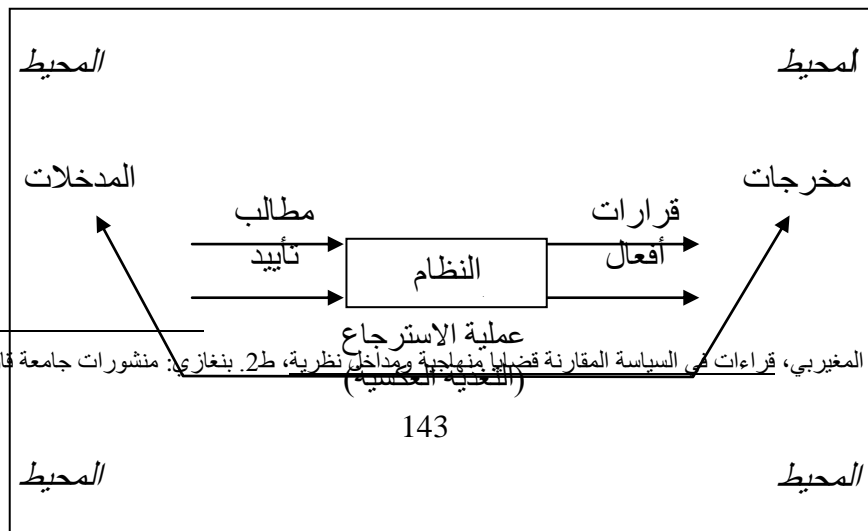 المحيط المحيط
مخرجات المدخلات
قرارات مطالب
أفعال النظام تأييد
عملية الاسترجاع
المغيربي، قراءات في السياسة المقارنة قضايا منهاجية ومداخل نظرية، ط2. بنغازي: منشورات جامعة
(التغذية العكسية)
143
المحيط المحيط